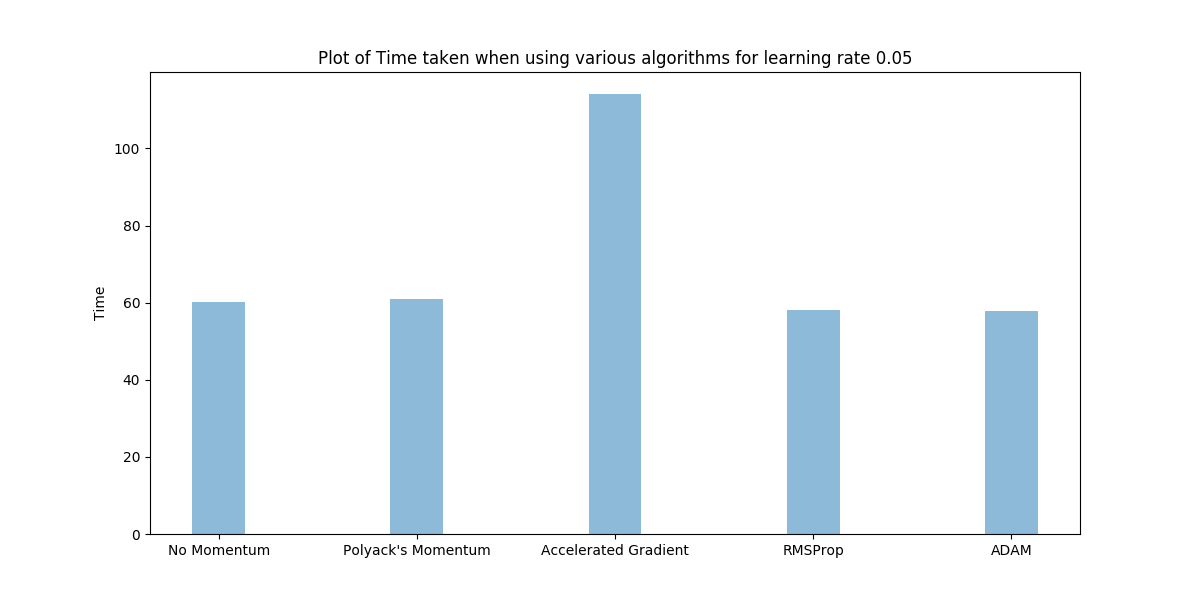 Plot of Time taken when using various algorithms for learning rate 0.05
100
80
60
40
20
0
Time
No Momentum
Polyack's Momentum
Accelerated Gradient
RMSProp
ADAM